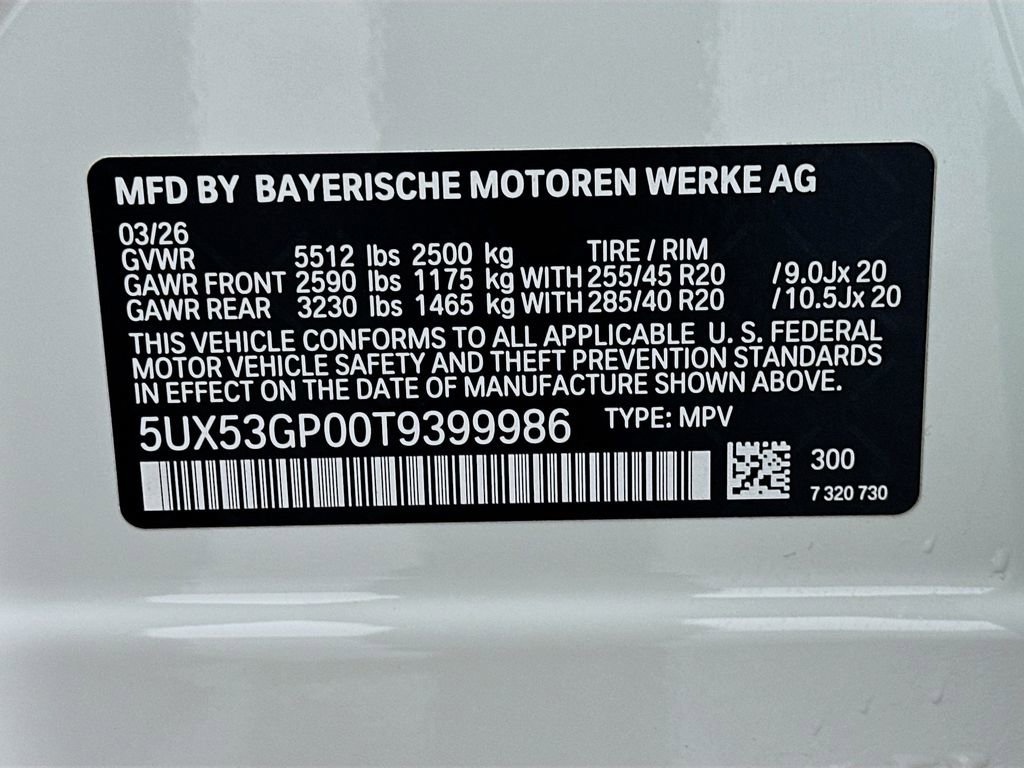 MFD BY BAYERISCHE MOTOREN WERKE AG
03/26
GVWR 5512 lbs 2500 kg TIRE / RIM
GAWR FRONT 2590 lbs 1175 kg WITH 255/45 R20 /9.0Jx 20
GAWR REAR 3230 lbs 1465 kg WITH 285/40 R20 /10.5Jx 20
THIS VEHICLE CONFORMS TO ALL APPLICABLE U. S. FEDERAL
MOTOR VEHICLE SAFETY AND THEFT PREVENTION STANDARDS
IN EFFECT ON THE DATE OF MANUFACTURE SHOWN ABOVE.
5UX53GP00T9399986 TYPE: MPV
300
7 320 730